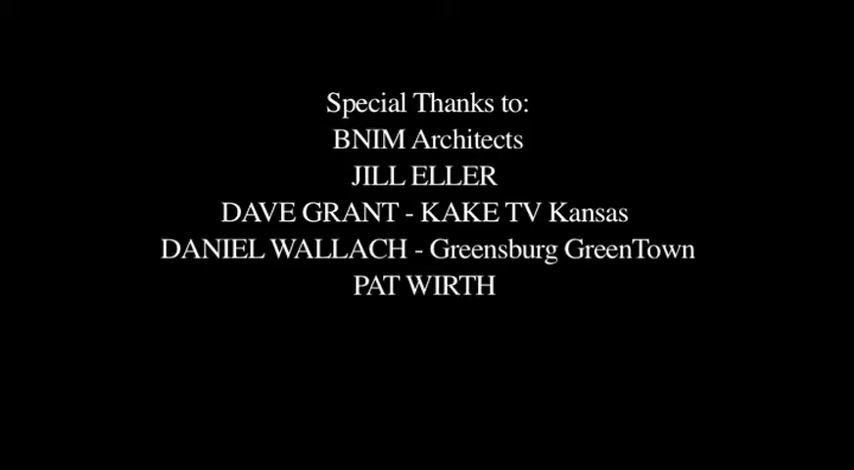 Special Thanks to:
BNIM Architects
JILL ELLER
DAVE GRANT - KAKE TV Kansas
DANIEL WALLACH - Greensburg GreenTown
PAT WIRTH